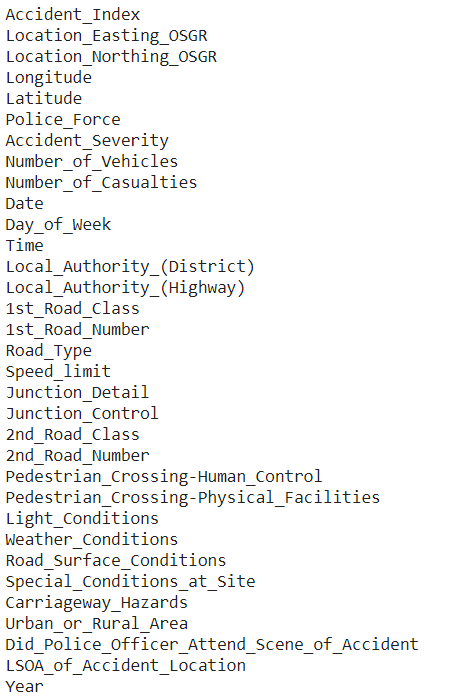 Accident_Index
Location_Easting_OSGR
Location_Northing_OSGR
Longitude
Latitude
Police_Force
Accident_Severity
Number_of_Vehicles
Number_of_Casualties
Date
Day_of_Week
Time
Local_Authority_(District)
Local_Authority_(Highway)
1st_Road_Class
1st_Road_Number
Road_Type
Speed_limit
Junction_Detail
Junction_Control
2nd_Road_Class
2nd_Road_Number
Pedestrian_Crossing-Human_Control
Pedestrian_Crossing-Physical_Facilities
Light_Conditions
Weather_Conditions
Road_Surface_Conditions
Special_Conditions_at_Site
Carriageway_Hazards
Urban_or_Rural_Area
Did_Police_Officer_Attend_Scene_of_Accident
LSOA_of_Accident_Location
Year